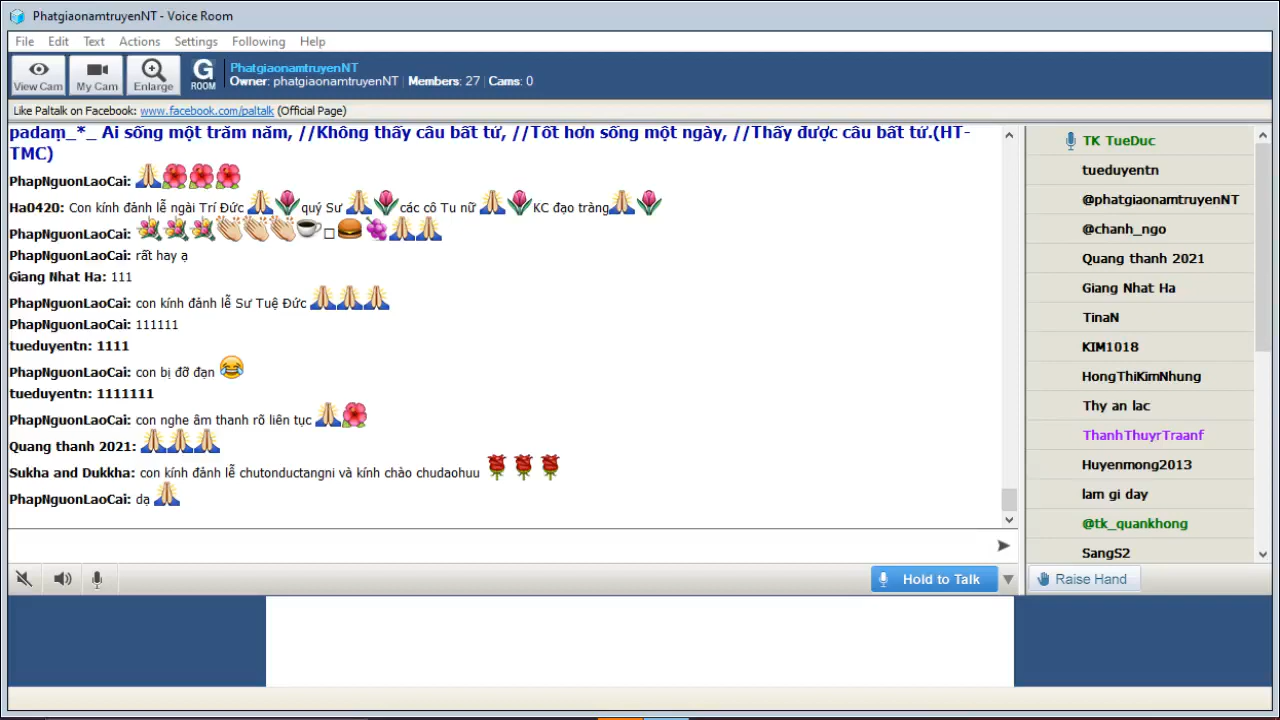 PhatgiaonamtruyenNT - Voice Room
File Edit Text Actions Settings Following Help
View Cam My Cam Enlarge G ROOM
PhatgiaonamtruyenNT
Owner: phatgiaonamtruyenNT | Members: 27 | Cams: 0
Like Paltalk on Facebook: www.facebook.com/paltalk (Official Page)
padaṃ_*_ Ai sống một trăm năm, //Không thấy câu bất tử, //Tốt hơn sống một ngày, //Thấy được câu bất tử.(HT-
TMC)
PhapNguonLaoCai: 🙏🌺🌺🌺
Ha0420: Con kính đảnh lễ ngài Trí Đức 🙏🌷quý Sư 🙏🌷các cô Tu nữ 🙏🌷KC đạo tràng🙏🌷
PhapNguonLaoCai: 💐💐💐👏👏👏☕□🍔🍇🙏🙏
PhapNguonLaoCai: rất hay ạ
Giang Nhat Ha: 111
PhapNguonLaoCai: con kính đảnh lễ Sư Tuệ Đức 🙏🙏🙏
PhapNguonLaoCai: 111111
tueduyentn: 1111
PhapNguonLaoCai: con bị đỡ đạn 😂
tueduyentn: 1111111
PhapNguonLaoCai: con nghe âm thanh rõ liên tục 🙏🌺
Quang thanh 2021: 🙏🙏🙏
Sukha and Dukkha: con kính đảnh lễ chutonductangni và kính chào chudaohuu 🌹🌹🌹
PhapNguonLaoCai: dạ 🙏
Hold to Talk
TK TueDuc
tueduyentn
@phatgiaonamtruyenNT
@chanh_ngo
Quang thanh 2021
Giang Nhat Ha
TinaN
KIM1018
HongThiKimNhung
Thy an lac
ThanhThuyrTraanf
Huyenmong2013
lam gi day
@tk_quankhong
SangS2
Raise Hand